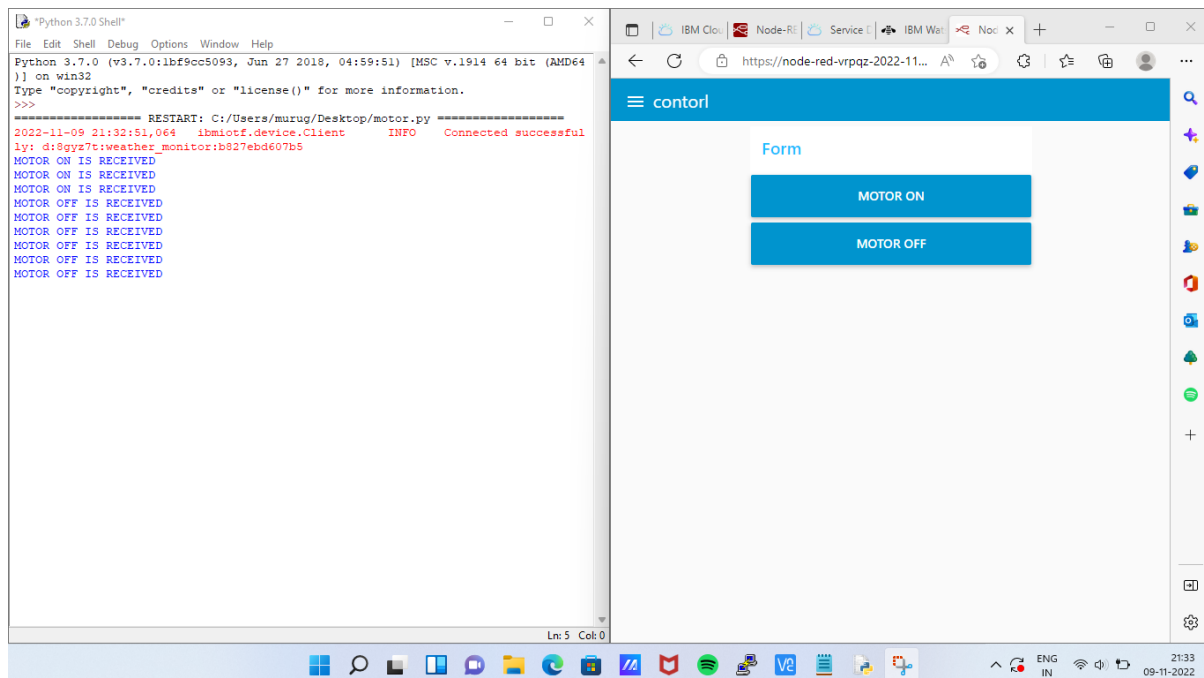 *Python 3.7.0 Shell*
File Edit Shell Debug Options Window Help
Python 3.7.0 (v3.7.0:1bf9cc5093, Jun 27 2018, 04:59:51) [MSC v.1914 64 bit (AMD64
)] on win32
Type "copyright", "credits" or "license()" for more information.
>>>
================== RESTART: C:/Users/murug/Desktop/motor.py ==================
2022-11-09 21:32:51,064 ibmiotf.device.Client INFO Connected successful
ly: d:8gyz7t:weather_monitor:b827ebd607b5
MOTOR ON IS RECEIVED
MOTOR ON IS RECEIVED
MOTOR ON IS RECEIVED
MOTOR OFF IS RECEIVED
MOTOR OFF IS RECEIVED
MOTOR OFF IS RECEIVED
MOTOR OFF IS RECEIVED
MOTOR OFF IS RECEIVED
MOTOR OFF IS RECEIVED
Ln: 5 Col: 0
IBM Clou Node-RE Service D IBM Wat Nod
https://node-red-vrpqz-2022-11...
contorl
Form
MOTOR ON
MOTOR OFF
ENG
IN
21:33
09-11-2022